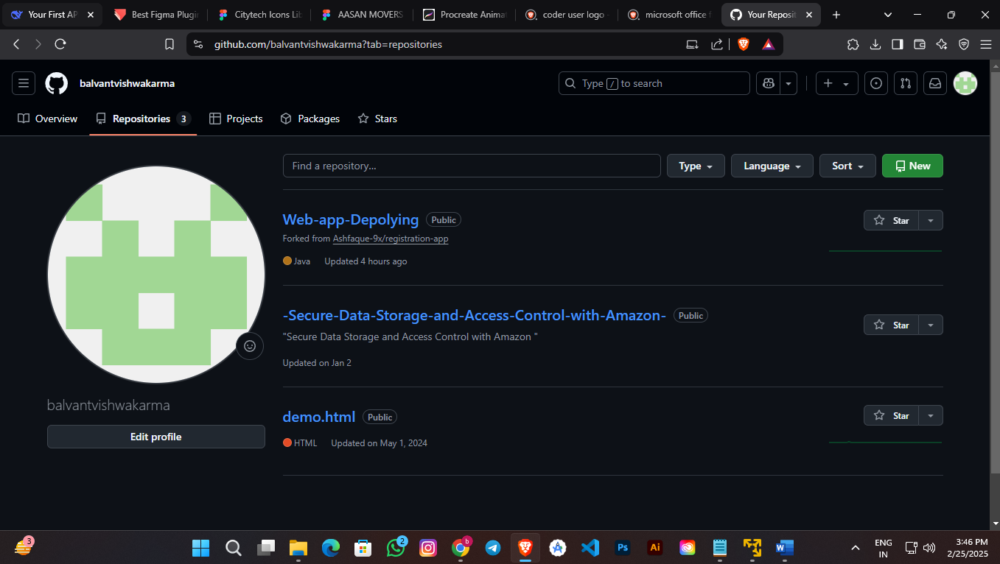 Your First AP
Best Figma Plugin
Citytech Icons Lib
AASAN MOVERS
Procreate Animat
coder user logo -
microsoft office f
Your Reposit
github.com/balvantvishwakarma?tab=repositories
balvantvishwakarma
Type / to search
Overview
Repositories 3
Projects
Packages
Stars
Find a repository...
Type
Language
Sort
New
Web-app-Depolying Public
Star
Forked from Ashfaque-9x/registration-app
Java Updated 4 hours ago
-Secure-Data-Storage-and-Access-Control-with-Amazon- Public
Star
"Secure Data Storage and Access Control with Amazon "
Updated on Jan 2
balvantvishwakarma
Edit profile
demo.html Public
Star
HTML Updated on May 1, 2024
3
2
b
Ps
Ai
W
ENG
IN
3:46 PM
2/25/2025